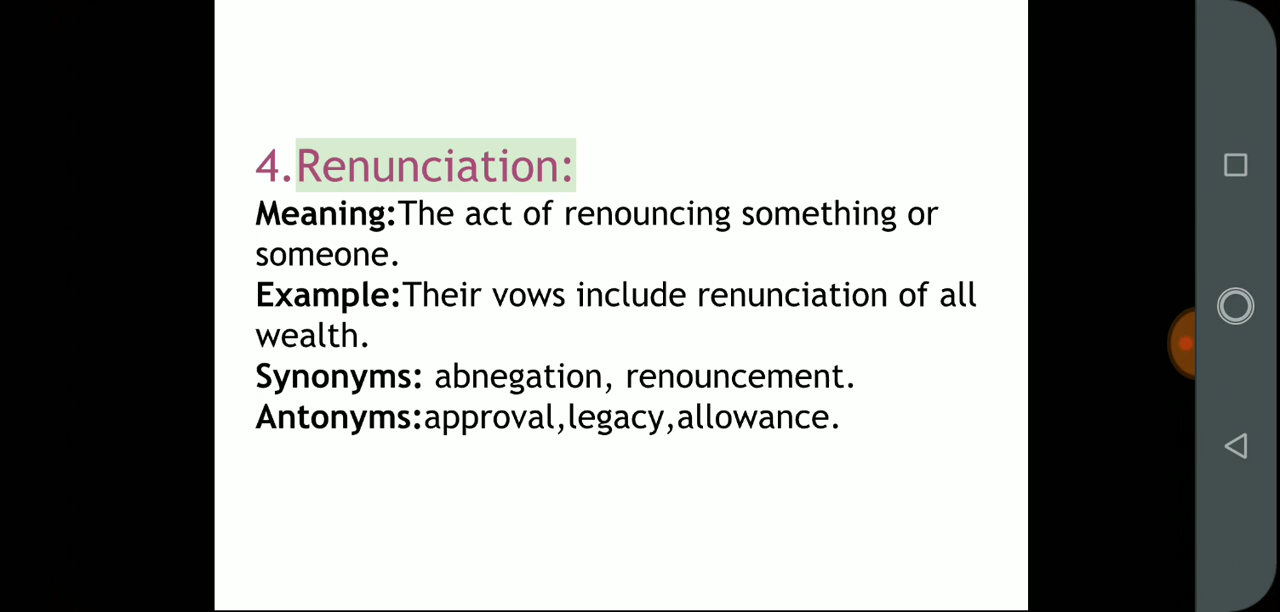 4.Renunciation:
Meaning:The act of renouncing something or
someone.
Example:Their vows include renunciation of all
wealth.
Synonyms: abnegation, renouncement.
Antonyms:approval,legacy,allowance.